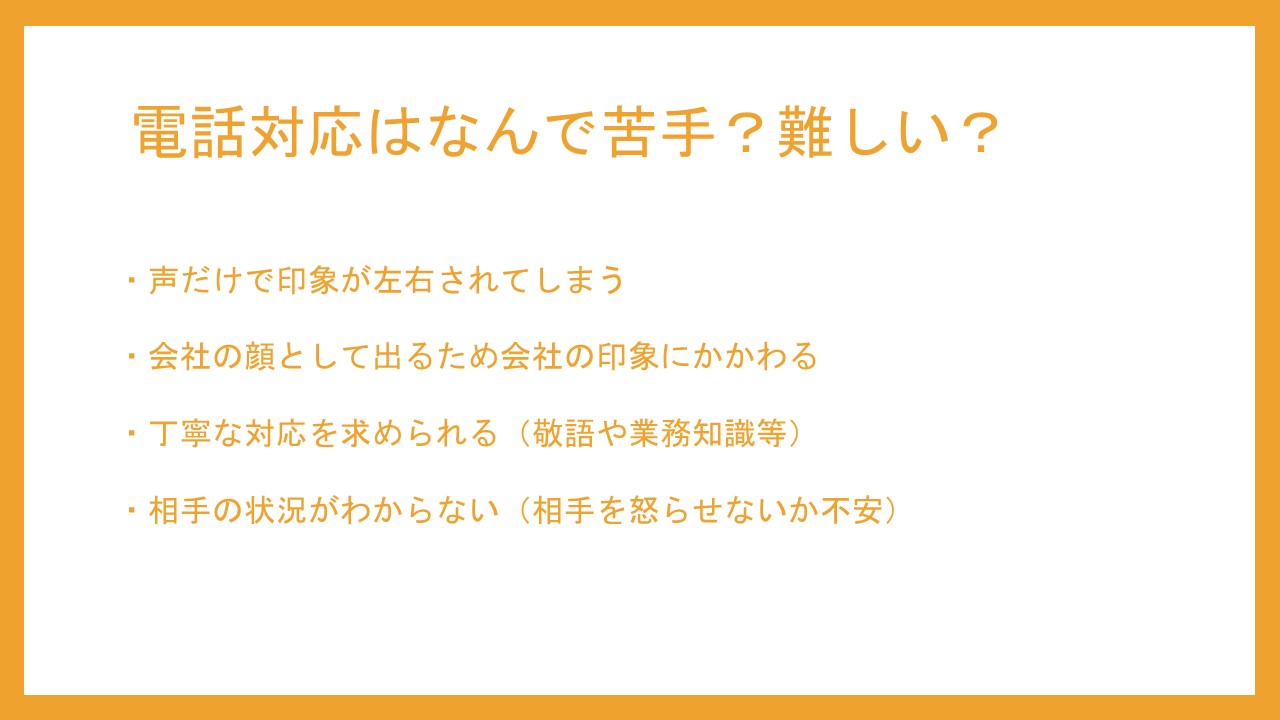 電話対応はなんで苦手？難しい？
・声だけで印象が左右されてしまう
・会社の顔として出るため会社の印象にかかわる
・丁寧な対応を求められる（敬語や業務知識等）
・相手の状況がわからない（相手を怒らせないか不安）